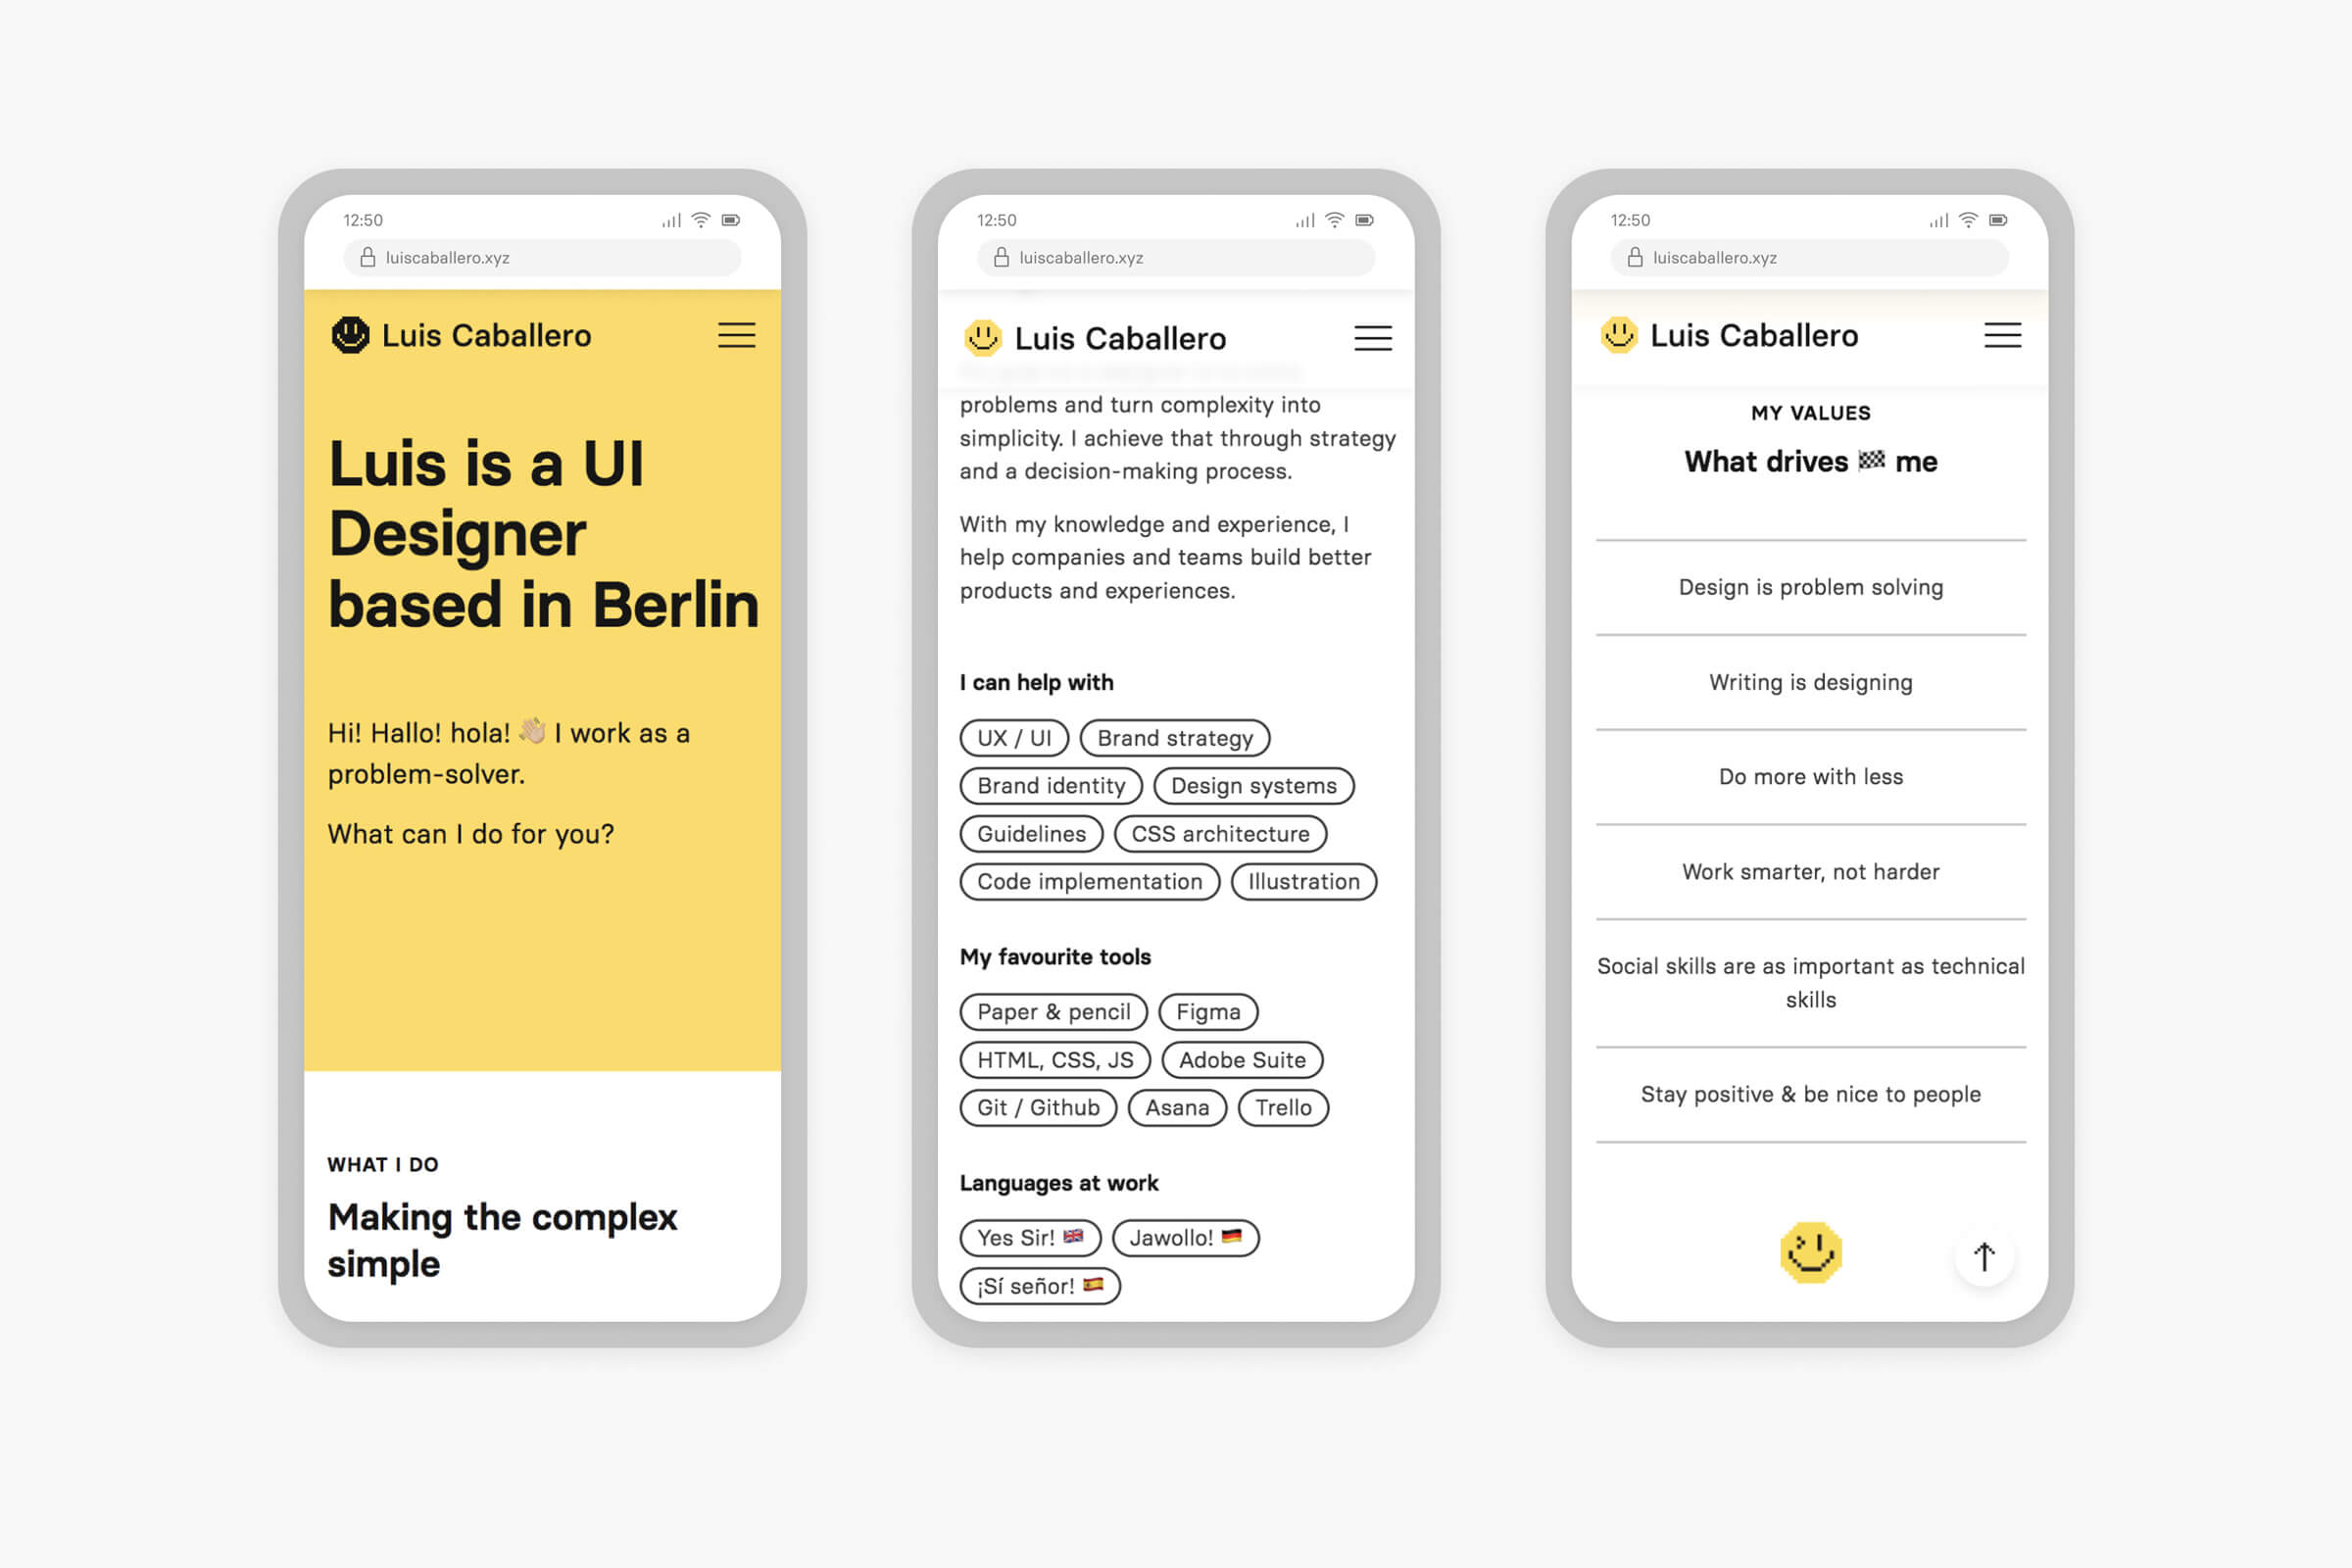 12:50
luiscaballero.xyz
Luis Caballero
Luis is a UI
Designer
based in Berlin
Hi! Hallo! hola! 👋🏼 I work as a
problem-solver.
What can I do for you?
WHAT I DO
Making the complex
simple
12:50
luiscaballero.xyz
Luis Caballero
problems and turn complexity into
simplicity. I achieve that through strategy
and a decision-making process.
With my knowledge and experience, I
help companies and teams build better
products and experiences.
I can help with
UX / UI Brand strategy
Brand identity Design systems
Guidelines CSS architecture
Code implementation Illustration
My favourite tools
Paper & pencil Figma
HTML, CSS, JS Adobe Suite
Git / Github Asana Trello
Languages at work
Yes Sir! 🇬🇧 Jawollo! 🇩🇪
¡Sí señor! 🇪🇸
12:50
luiscaballero.xyz
Luis Caballero
MY VALUES
What drives 🏁 me
Design is problem solving
Writing is designing
Do more with less
Work smarter, not harder
Social skills are as important as technical
skills
Stay positive & be nice to people